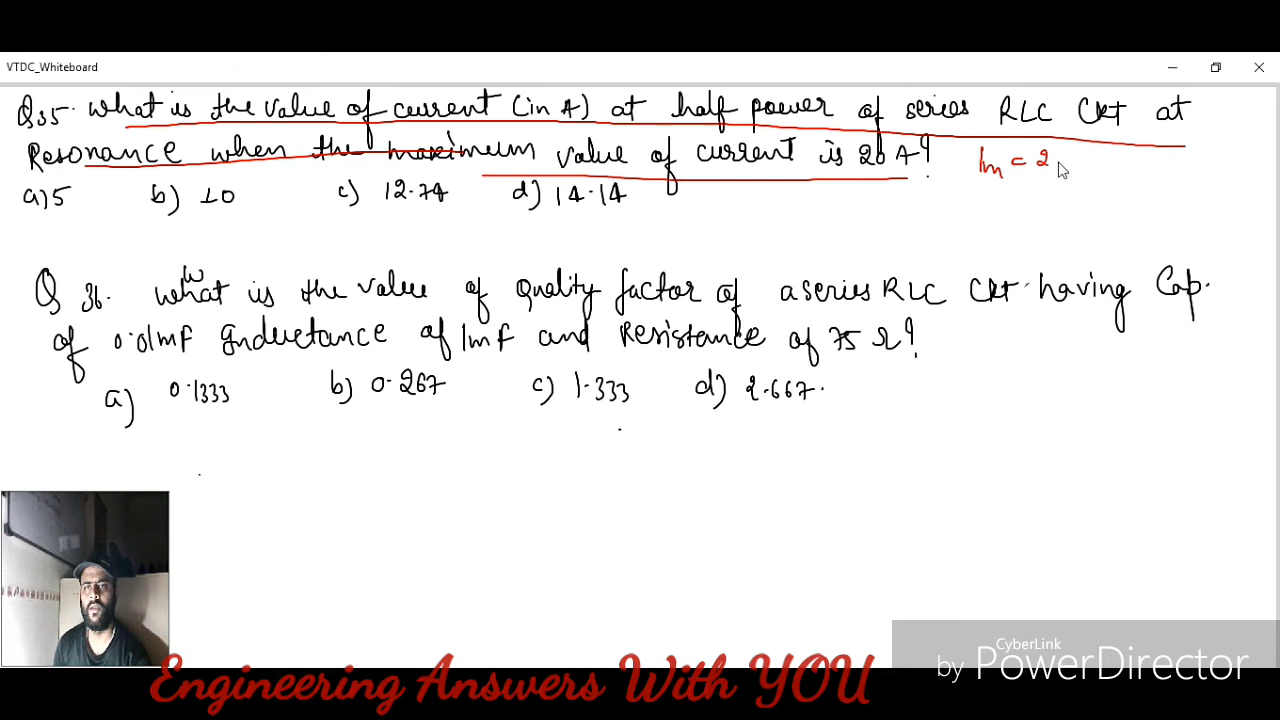 VTDC_Whiteboard
Q35. what is the value of current (in A) at half power of series RLC Ckt at
Resonance when the maximum value of current is 20 A?
Im = 2
a) 5 b) 10 c) 12.74 d) 14.14
w
Q 36. what is the value of quality factor of a series RLC Ckt. having Cap.
of 0.01mF Inductance of 1mF and Resistance of 75 Ω?
a) 0.1333 b) 0.267 c) 1.333 d) 2.667.
CyberLink
by PowerDirector
Engineering Answers With YOU